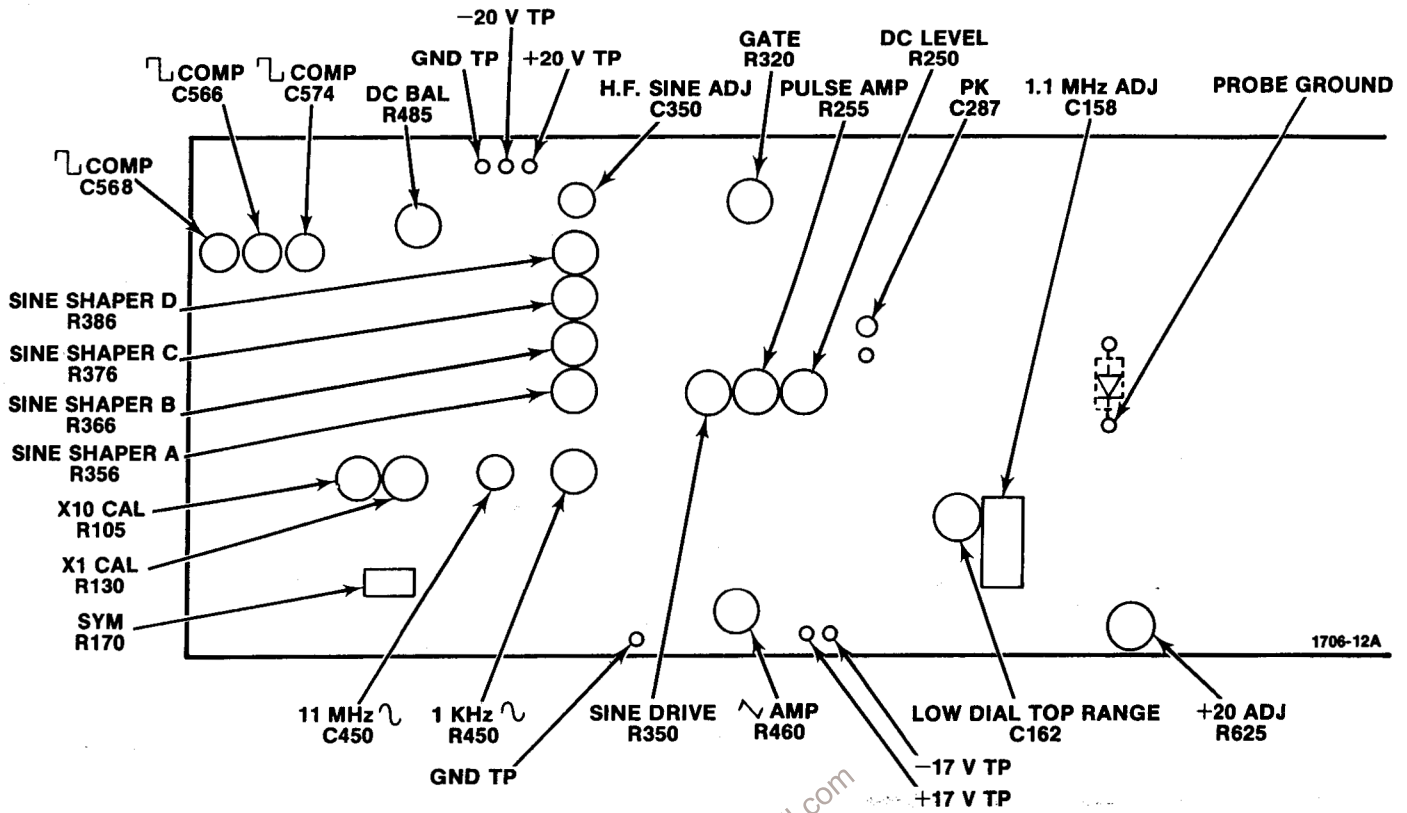 −20 V TP
GND TP
+20 V TP
GATE
R320
DC LEVEL
R250
COMP
C566
COMP
C574
DC BAL
R485
H.F. SINE ADJ
C350
PULSE AMP
R255
PK
C287
1.1 MHz ADJ
C158
PROBE GROUND
COMP
C568
SINE SHAPER D
R386
SINE SHAPER C
R376
SINE SHAPER B
R366
SINE SHAPER A
R356
X10 CAL
R105
X1 CAL
R130
SYM
R170
1706-12A
11 MHz ∿
C450
1 KHz ∿
R450
SINE DRIVE
R350
AMP
R460
LOW DIAL TOP RANGE
C162
+20 ADJ
R625
GND TP
−17 V TP
+17 V TP